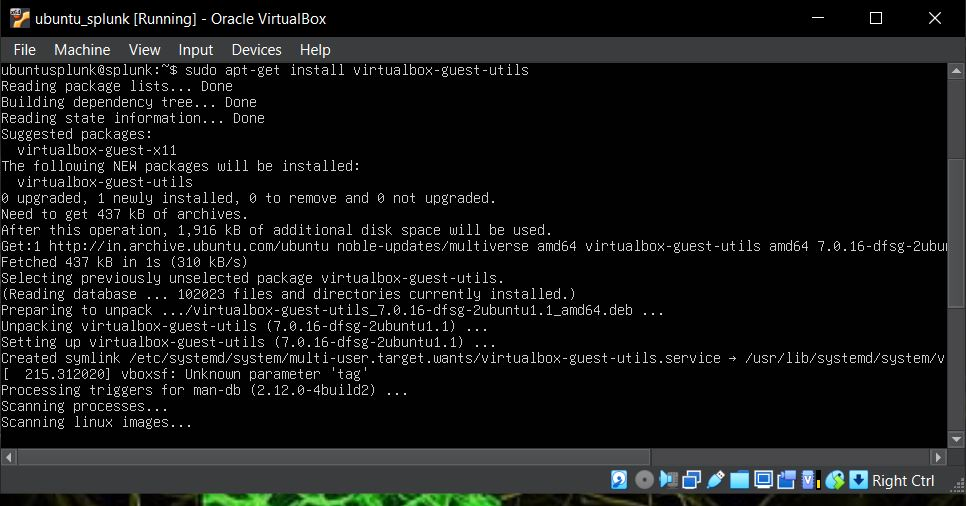 ubuntu_splunk [Running] - Oracle VirtualBox
File Machine View Input Devices Help
ubuntusplunk@splunk:~$ sudo apt-get install virtualbox-guest-utils
Reading package lists... Done
Building dependency tree... Done
Reading state information... Done
Suggested packages:
  virtualbox-guest-x11
The following NEW packages will be installed:
  virtualbox-guest-utils
0 upgraded, 1 newly installed, 0 to remove and 0 not upgraded.
Need to get 437 kB of archives.
After this operation, 1,916 kB of additional disk space will be used.
Get:1 http://in.archive.ubuntu.com/ubuntu noble-updates/multiverse amd64 virtualbox-guest-utils amd64 7.0.16-dfsg-2ubun
Fetched 437 kB in 1s (310 kB/s)
Selecting previously unselected package virtualbox-guest-utils.
(Reading database ... 102023 files and directories currently installed.)
Preparing to unpack .../virtualbox-guest-utils_7.0.16-dfsg-2ubuntu1.1_amd64.deb ...
Unpacking virtualbox-guest-utils (7.0.16-dfsg-2ubuntu1.1) ...
Setting up virtualbox-guest-utils (7.0.16-dfsg-2ubuntu1.1) ...
Created symlink /etc/systemd/system/multi-user.target.wants/virtualbox-guest-utils.service → /usr/lib/systemd/system/v
[  215.312020] vboxsf: Unknown parameter 'tag'
Processing triggers for man-db (2.12.0-4build2) ...
Scanning processes...
Scanning linux images...
Right Ctrl